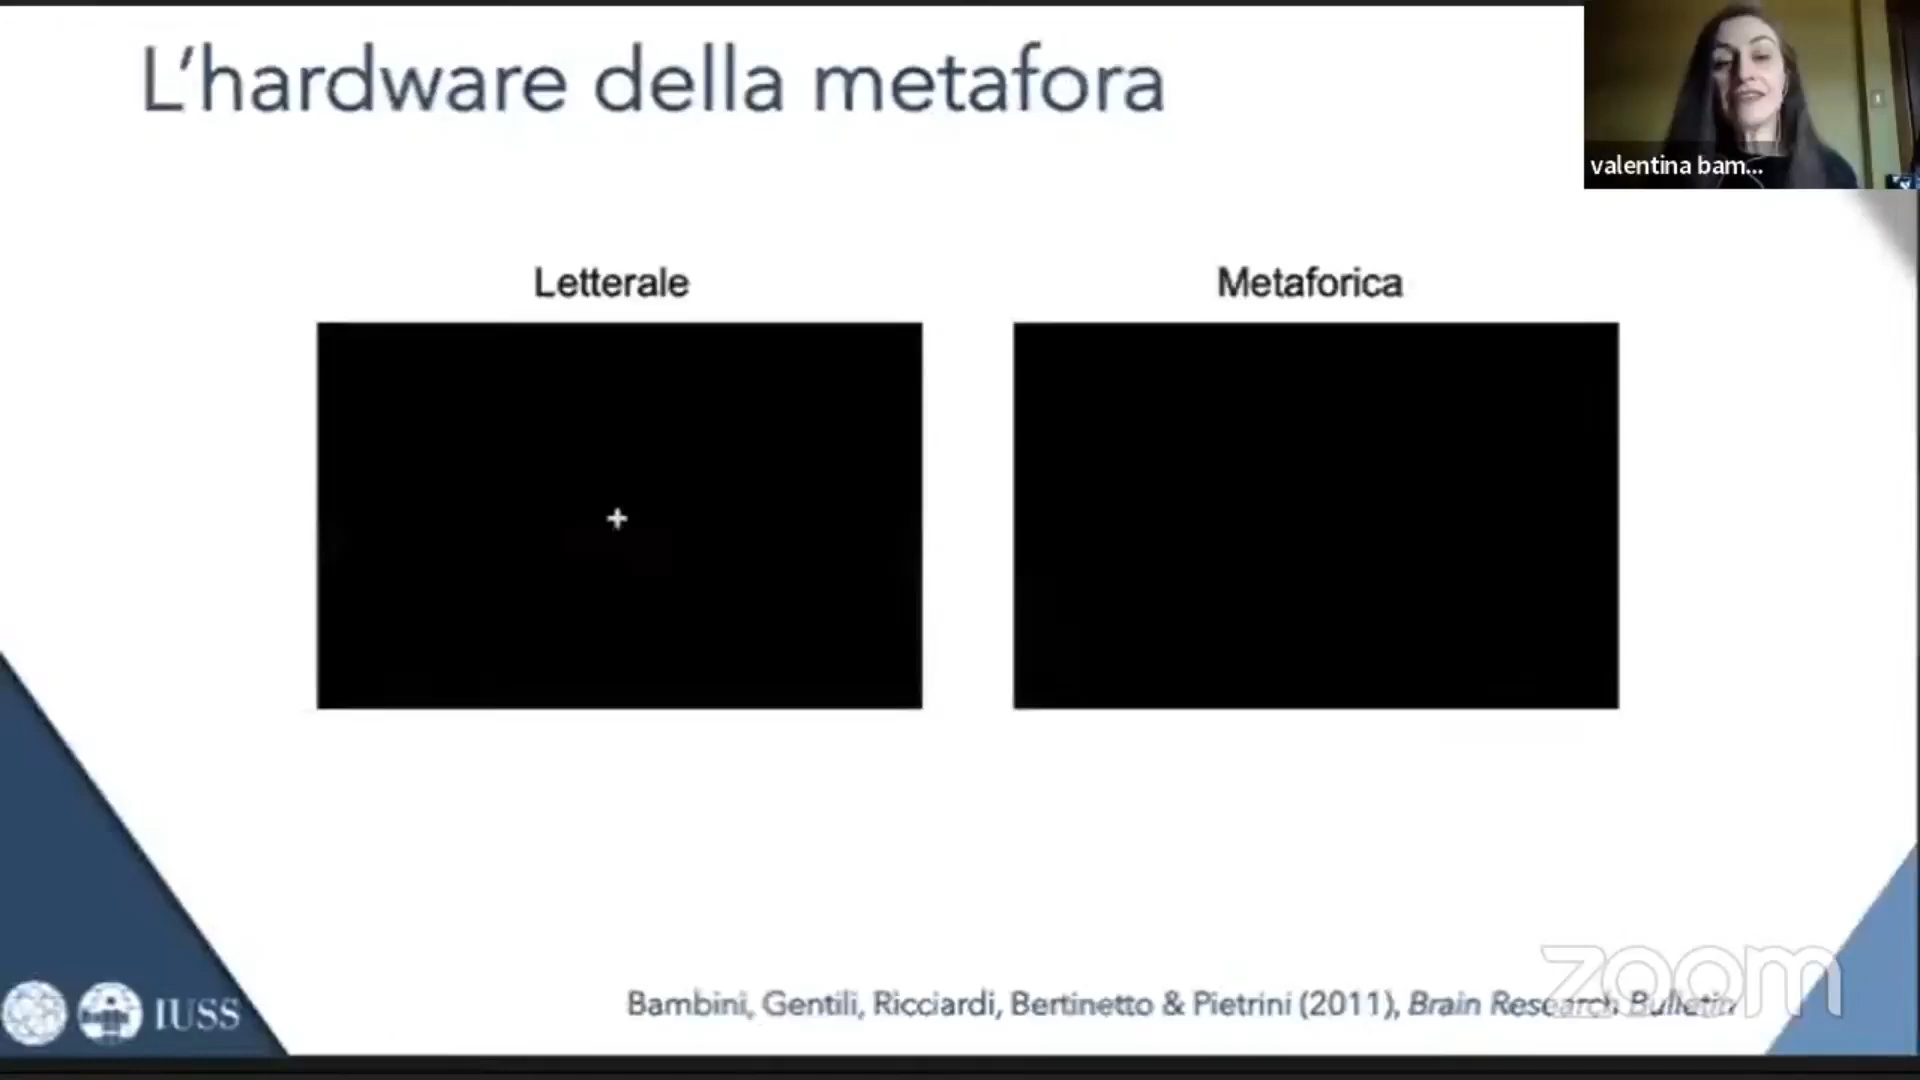 L'hardware della metafora
valentina bam...
Letterale
Metaforica
+
zoom
IUSS
Bambini, Gentili, Ricciardi, Bertinetto & Pietrini (2011), Brain Research Bulletin